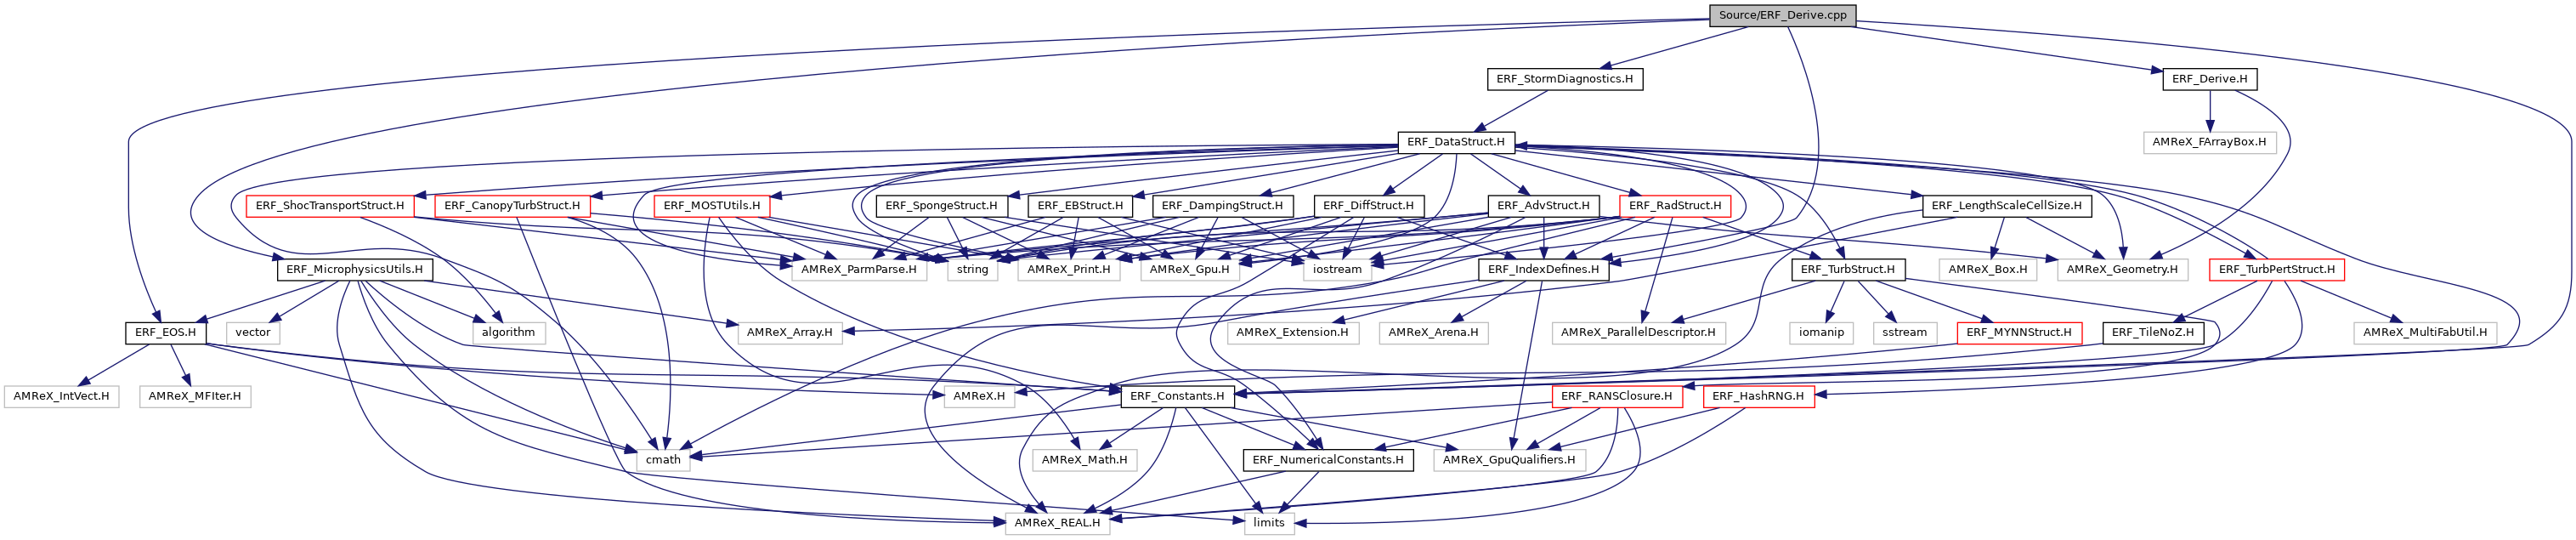 Source/ERF_Derive.cpp
ERF_StormDiagnostics.H
ERF_Derive.H
ERF_DataStruct.H
AMReX_FArrayBox.H
ERF_ShocTransportStruct.H
ERF_CanopyTurbStruct.H
ERF_MOSTUtils.H
ERF_SpongeStruct.H
ERF_EBStruct.H
ERF_DampingStruct.H
ERF_DiffStruct.H
ERF_AdvStruct.H
ERF_RadStruct.H
ERF_LengthScaleCellSize.H
ERF_MicrophysicsUtils.H
AMReX_ParmParse.H
string
AMReX_Print.H
AMReX_Gpu.H
iostream
ERF_IndexDefines.H
ERF_TurbStruct.H
AMReX_Box.H
AMReX_Geometry.H
ERF_TurbPertStruct.H
ERF_EOS.H
vector
algorithm
AMReX_Array.H
AMReX_Extension.H
AMReX_Arena.H
AMReX_ParallelDescriptor.H
iomanip
sstream
ERF_MYNNStruct.H
ERF_TileNoZ.H
AMReX_MultiFabUtil.H
AMReX_IntVect.H
AMReX_MFIter.H
AMReX.H
ERF_Constants.H
ERF_RANSClosure.H
ERF_HashRNG.H
cmath
AMReX_Math.H
ERF_NumericalConstants.H
AMReX_GpuQualifiers.H
AMReX_REAL.H
limits